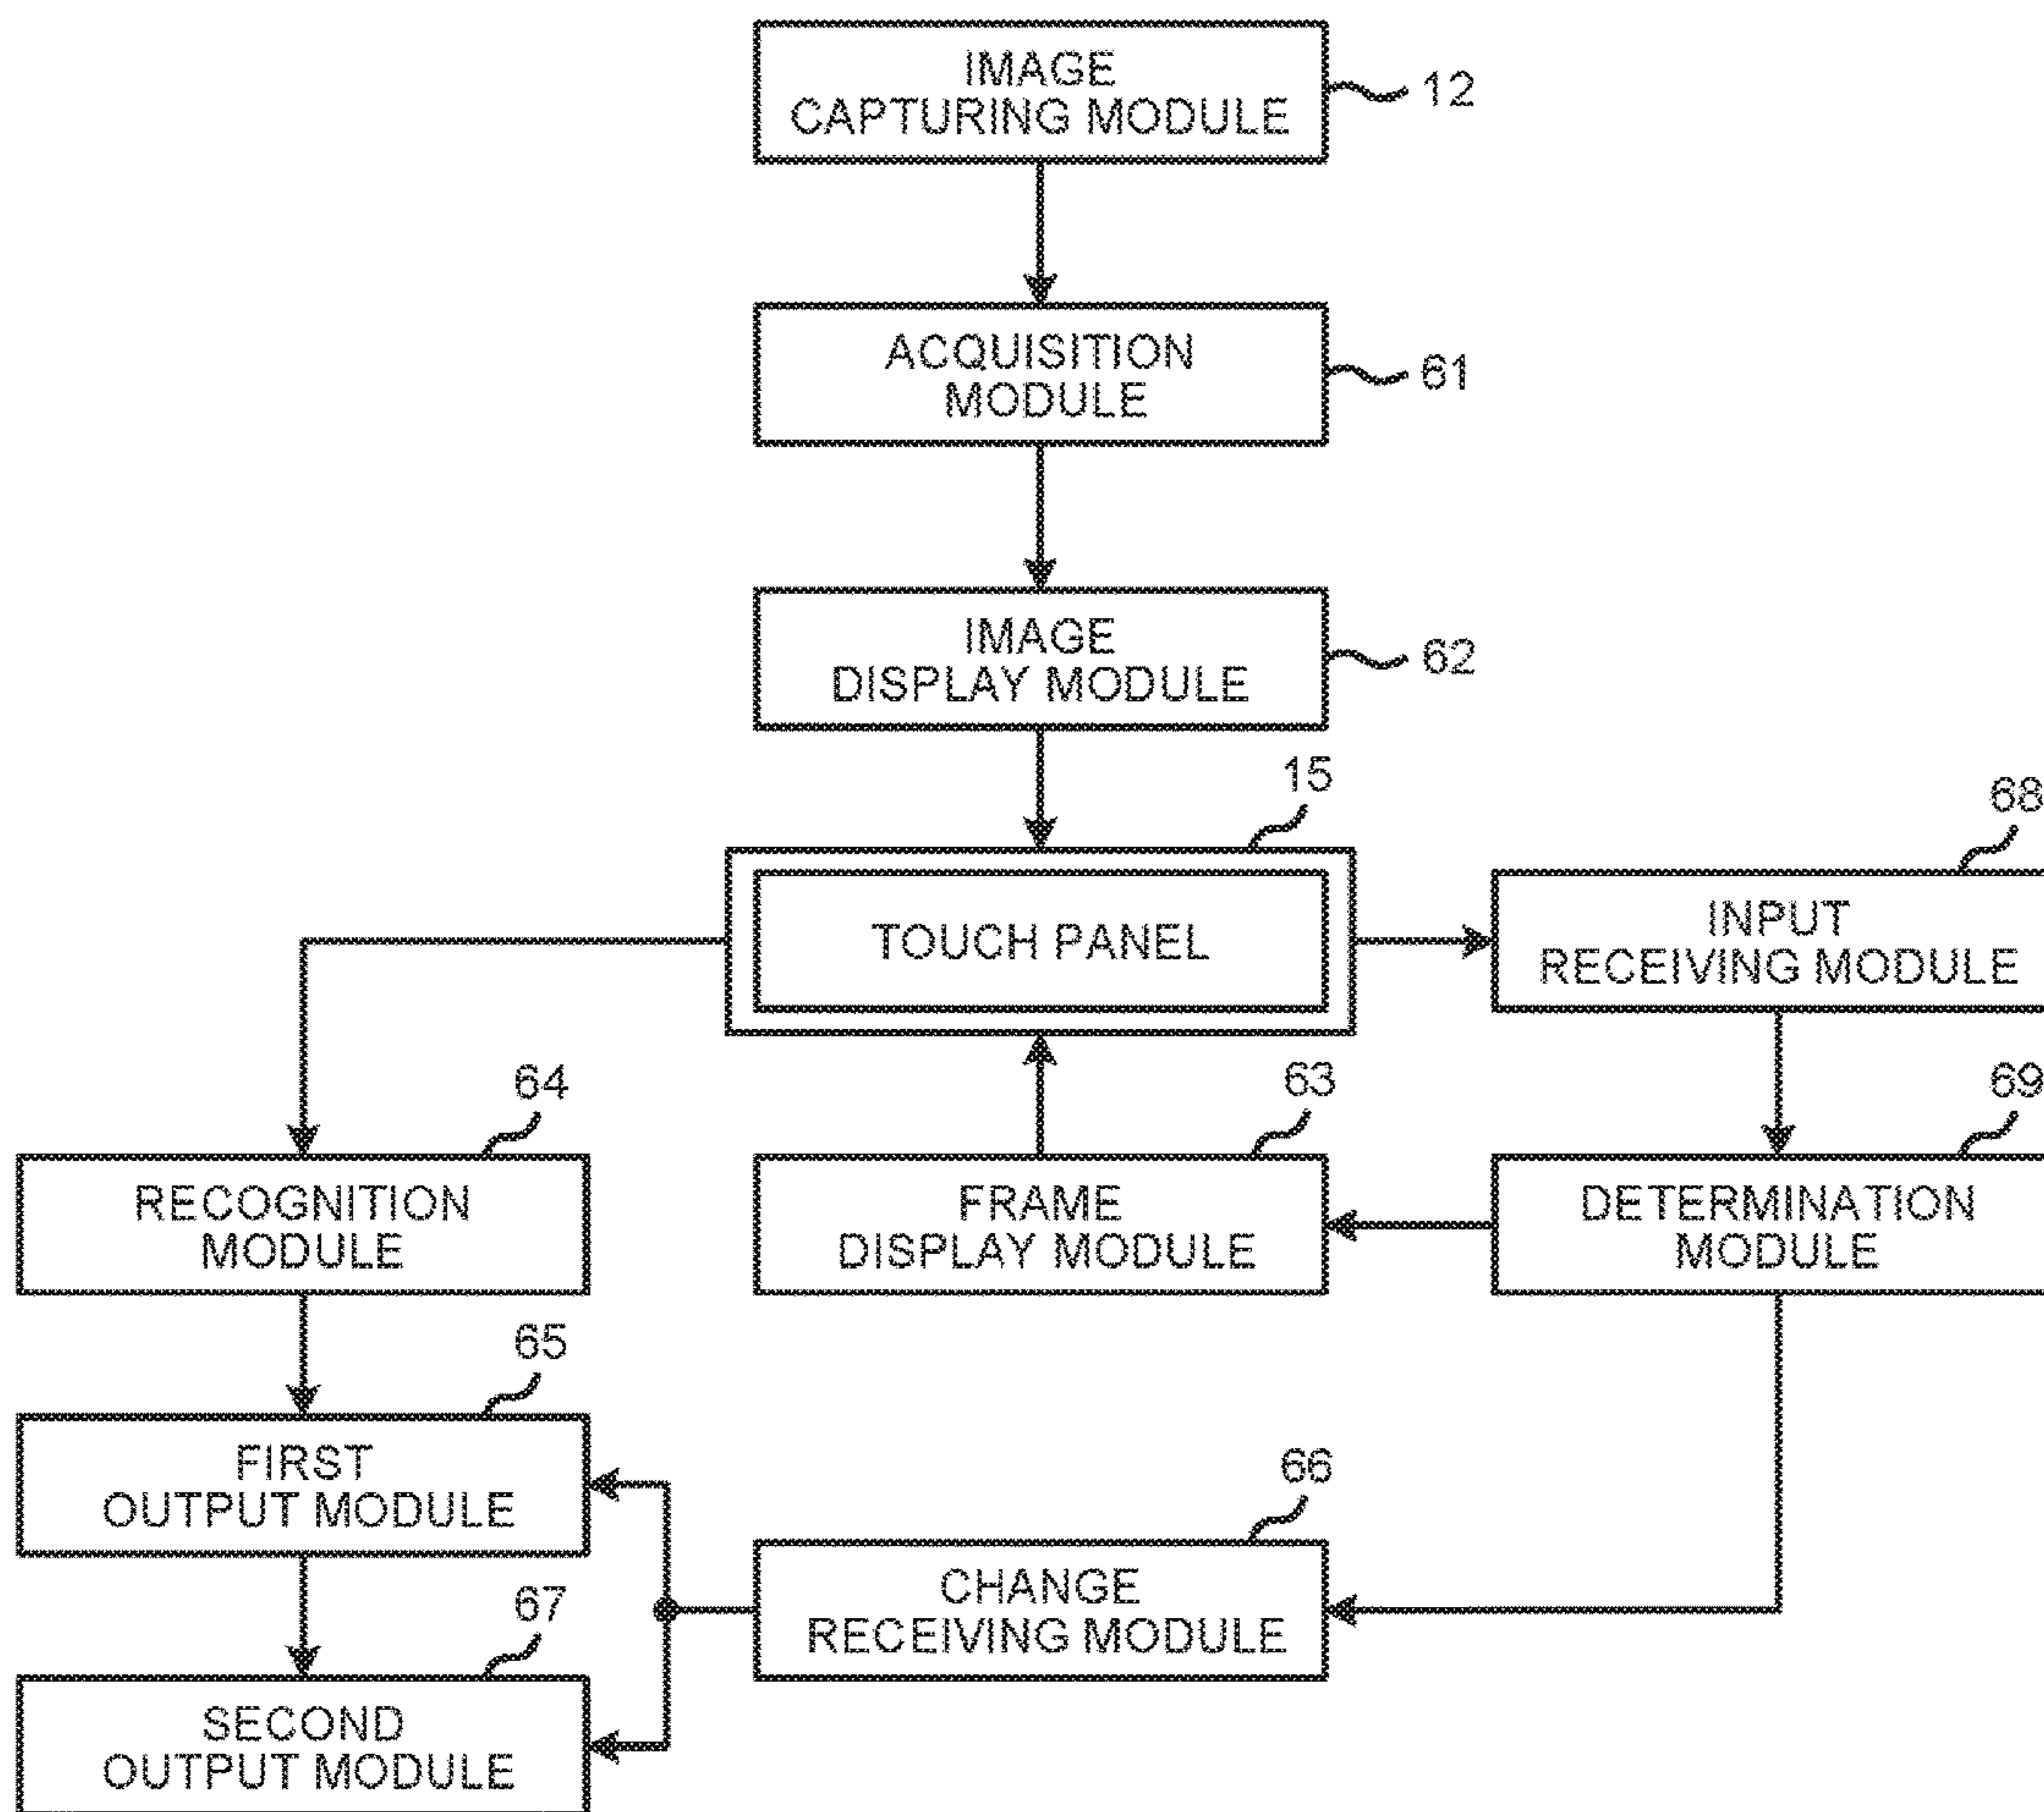 IMAGE
CAPTURING MODULE
12
ACQUISITION
MODULE
61
IMAGE
DISPLAY MODULE
62
15
68
TOUCH PANEL
INPUT
RECEIVING MODULE
64
63
69
RECOGNITION
MODULE
FRAME
DISPLAY MODULE
DETERMINATION
MODULE
65
FIRST
OUTPUT MODULE
66
CHANGE
RECEIVING MODULE
67
SECOND
OUTPUT MODULE